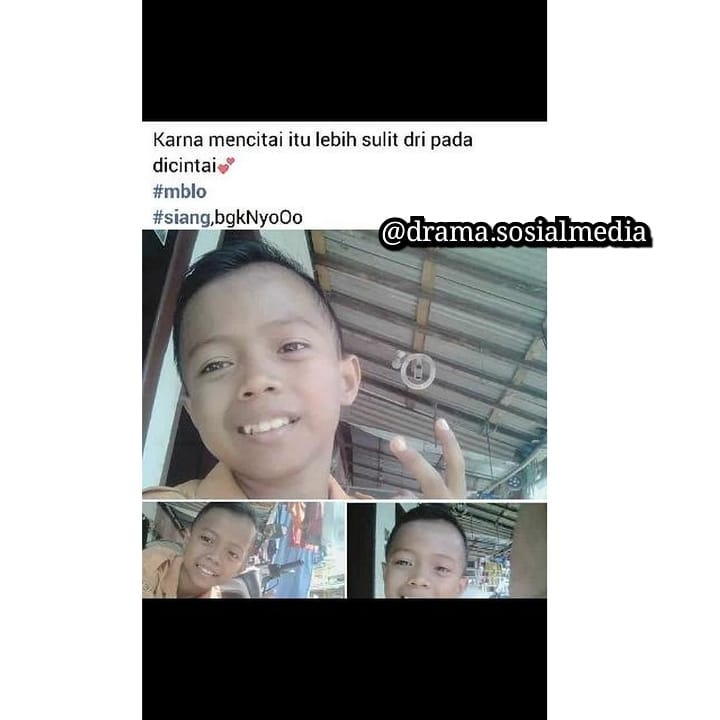 Karna mencitai itu lebih sulit dri pada
dicintai💕
#mblo
#siang,bgkNyoOo
@drama.sosialmedia